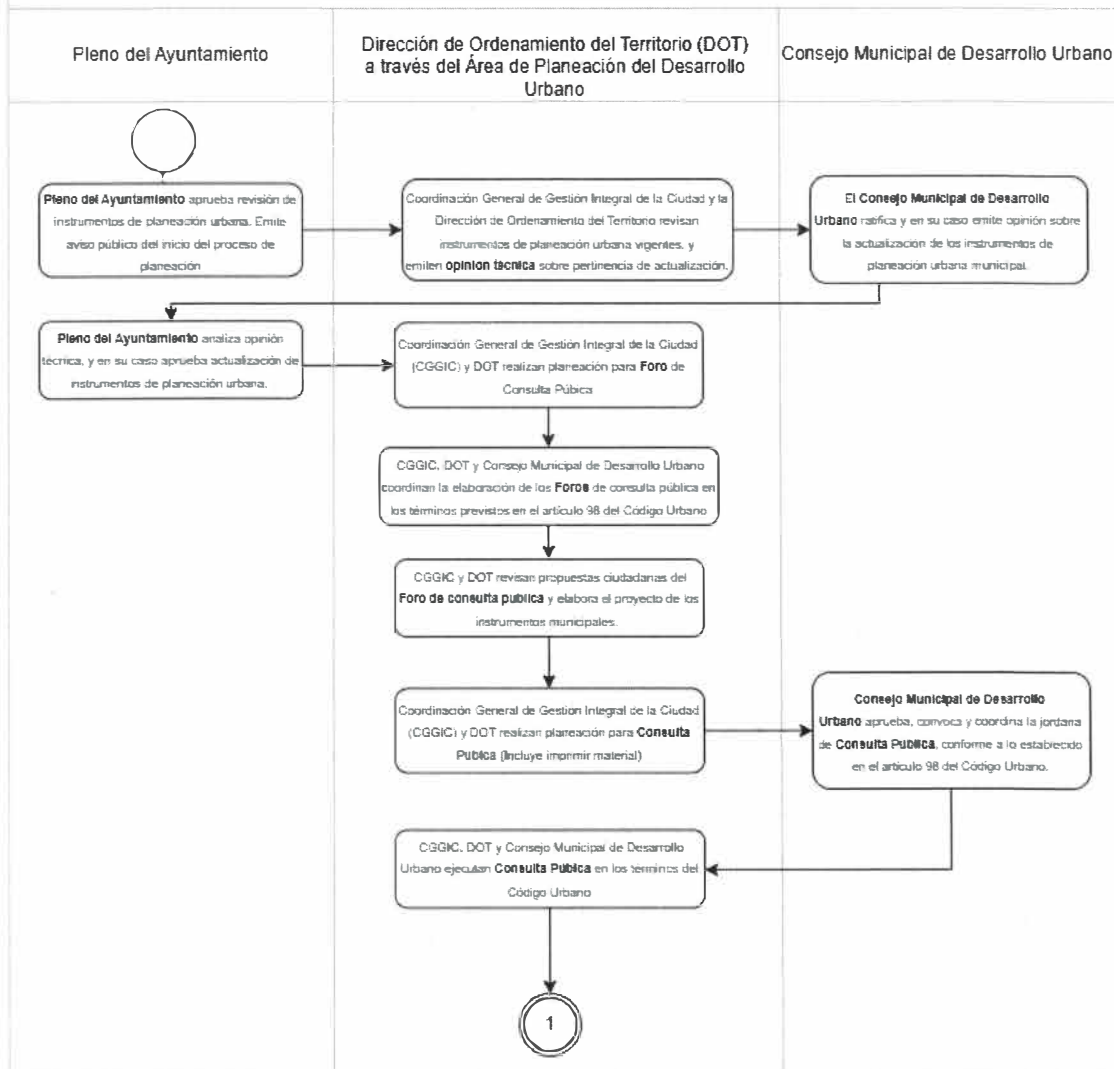 Pleno del Ayuntamiento
Dirección de Ordenamiento del Territorio (DOT)
a través del Área de Planeación del Desarrollo
Urbano
Consejo Municipal de Desarrollo Urbano
Pleno del Ayuntamiento aprueba revisión de
instrumentos de planeación urbana. Emite
aviso público del inicio del proceso de
planeación
Coordinación General de Gestión Integral de la Ciudad y la
Dirección de Ordenamiento del Territorio revisan
instrumentos de planeación urbana vigentes, y
emiten opinión técnica sobre pertinencia de actualización.
El Consejo Municipal de Desarrollo
Urbano ratifica y en su caso emite opinión sobre
la actualización de los instrumentos de
planeación urbana municipal.
Pleno del Ayuntamiento analiza opinión
técnica, y en su caso aprueba actualización de
instrumentos de planeación urbana.
Coordinación General de Gestión Integral de la Ciudad
(CGGIC) y DOT realizan planeación para Foro de
Consulta Púbica
CGGIC, DOT y Consejo Municipal de Desarrollo Urbano
coordinan la elaboración de los Foros de consulta pública en
los términos previstos en el artículo 98 del Código Urbano
CGGIC y DOT revisan propuestas ciudadanas del
Foro de consulta publica y elabora el proyecto de los
instrumentos municipales.
Coordinación General de Gestion Integral de la Ciudad
(CGGIC) y DOT realizan planeación para Consulta
Publica (Incluye imprimir material)
Consejo Municipal de Desarrollo
Urbano aprueba, convoca y coordina la jordana
de Consulta Publica, conforme a lo establecido
en el artículo 98 del Código Urbano.
CGGIC, DOT y Consejo Municipal de Desarrollo
Urbano ejecutan Consulta Pública en los términos del
Código Urbano
1